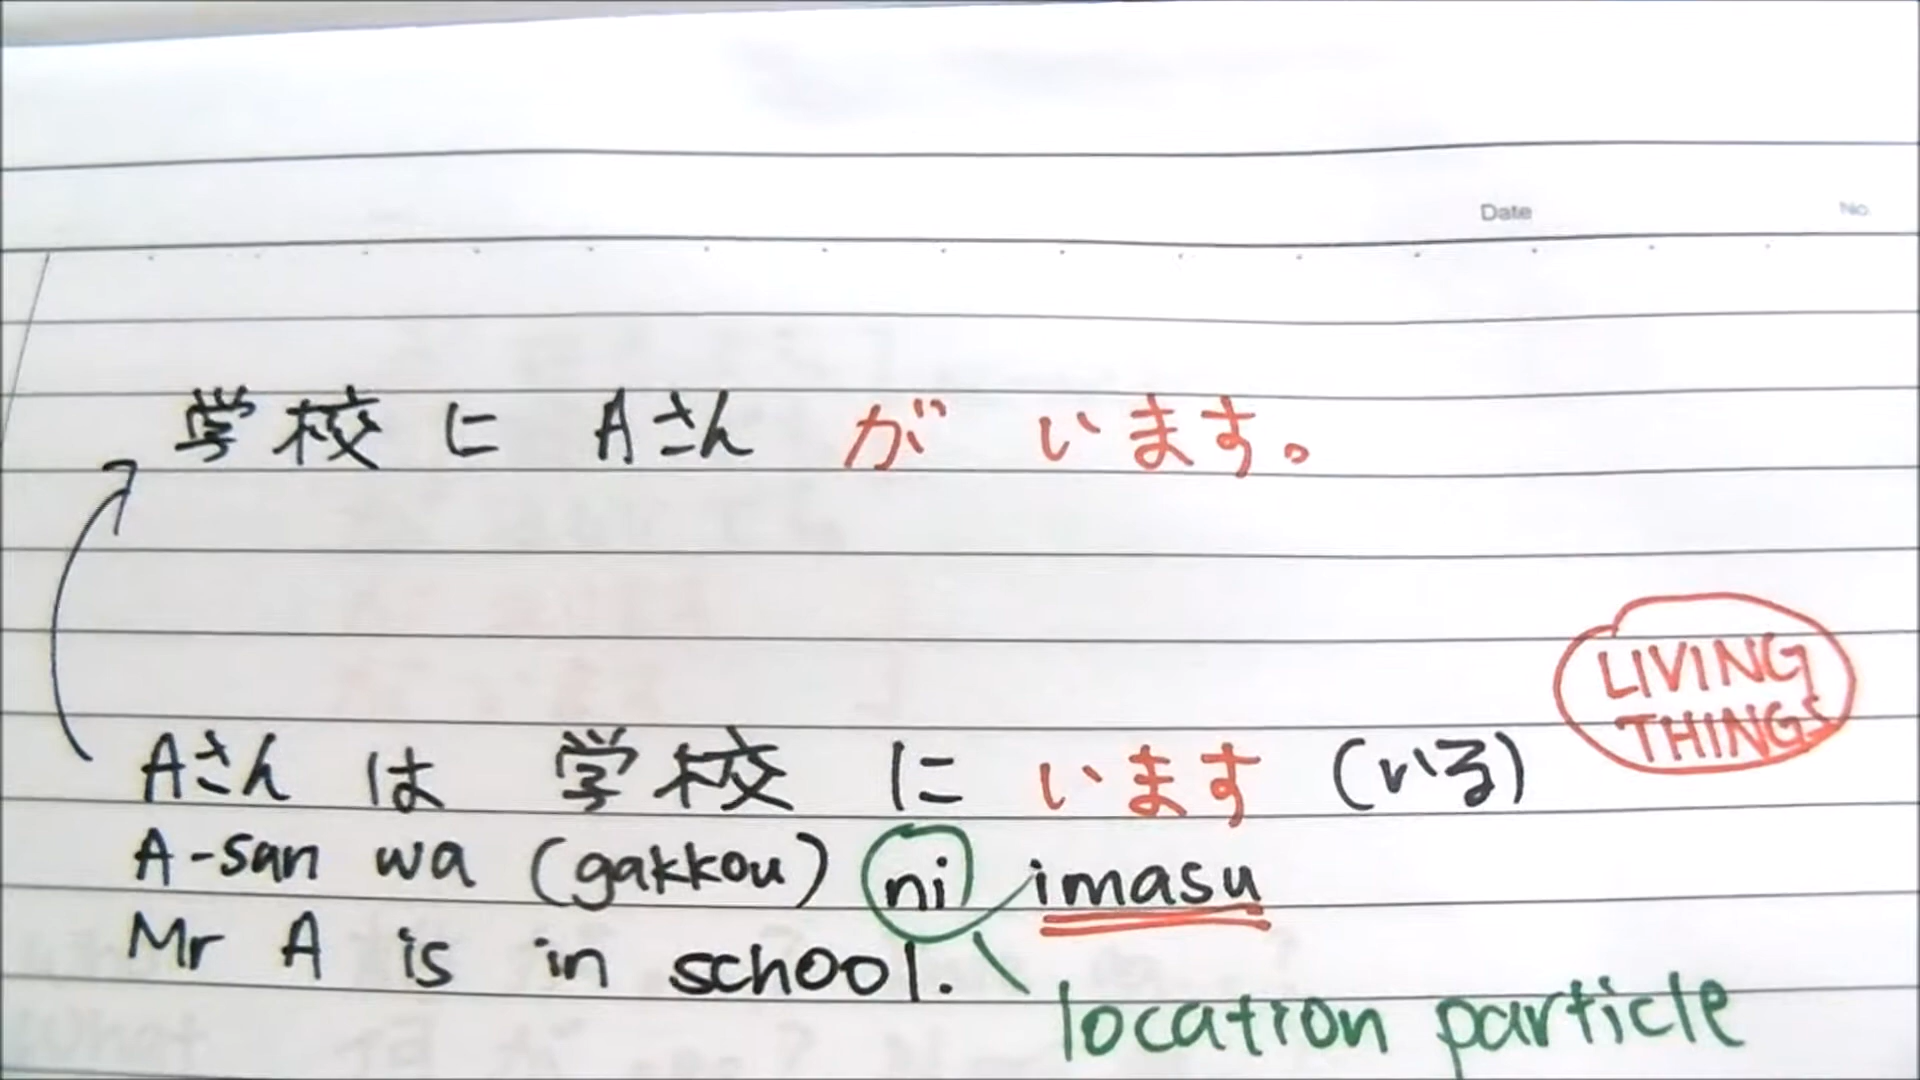 Date No.
学校に Aさん が います。
LIVING
THINGS
Aさん は 学校 に います (いる)
A-san wa (gakkou) ni imasu
Mr A is in school.
location particle